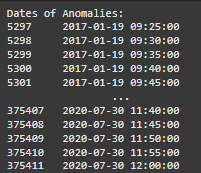 Dates of Anomalies:
5297 2017-01-19 09:25:00
5298 2017-01-19 09:30:00
5299 2017-01-19 09:35:00
5300 2017-01-19 09:40:00
5301 2017-01-19 09:45:00
...
375407 2020-07-30 11:40:00
375408 2020-07-30 11:45:00
375409 2020-07-30 11:50:00
375410 2020-07-30 11:55:00
375411 2020-07-30 12:00:00